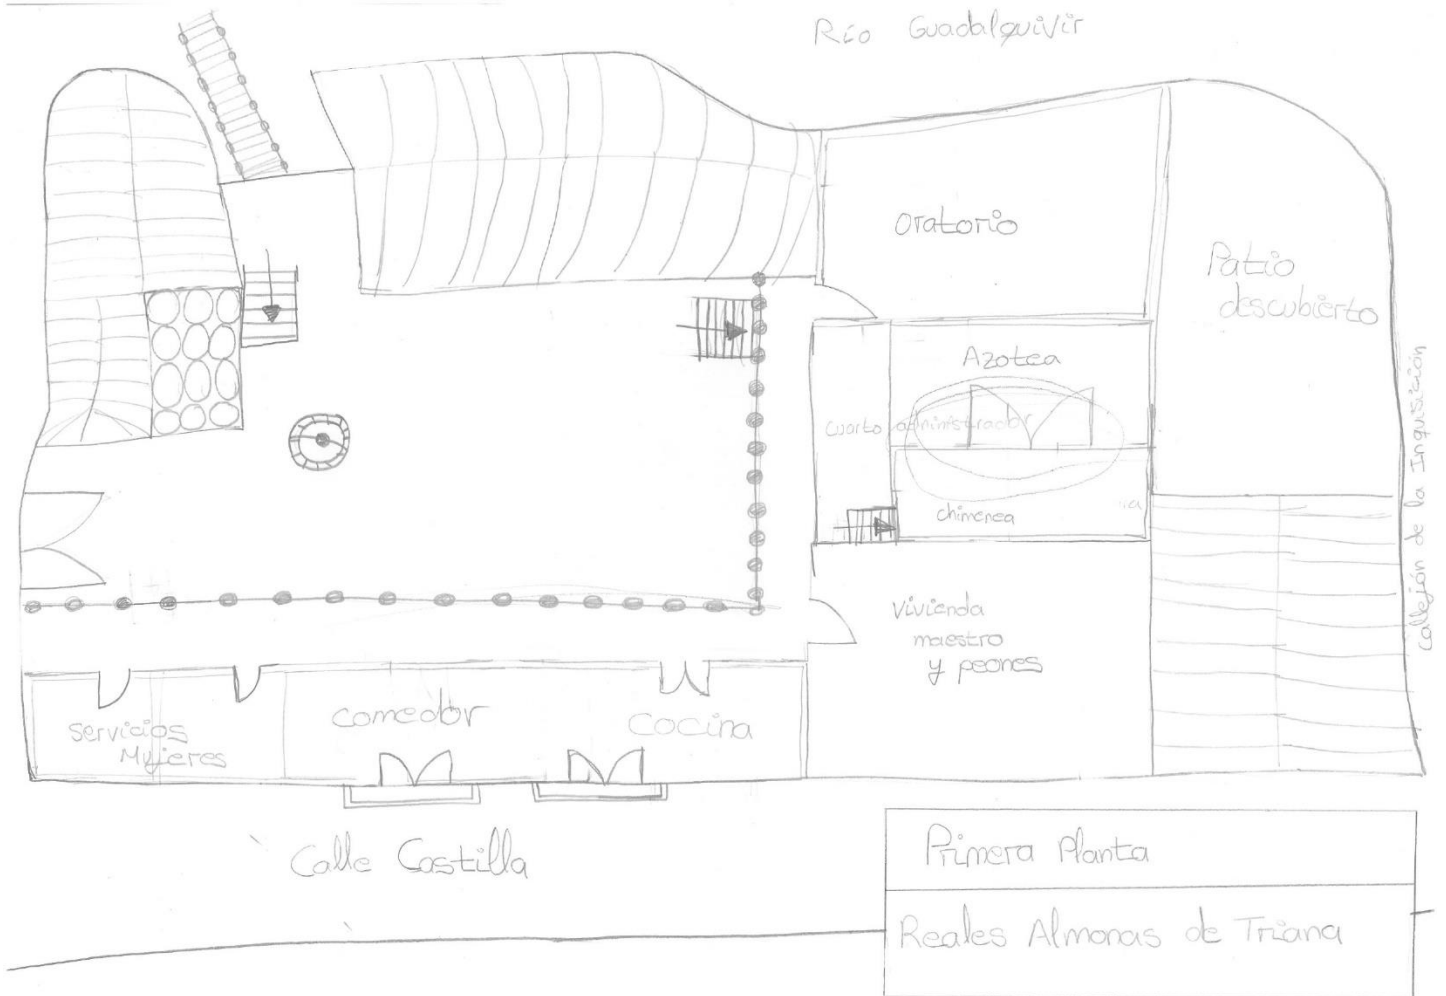 Río Guadalquivir
Oratorio
Patio
descubierto
Azotea
cuarto administrador
chimenea
Callejón de la Inquisición
Vivienda
maestro
y peones
Servicios
Mujeres
comedor
cocina
Calle Castilla
Primera Planta
Reales Almonas de Triana